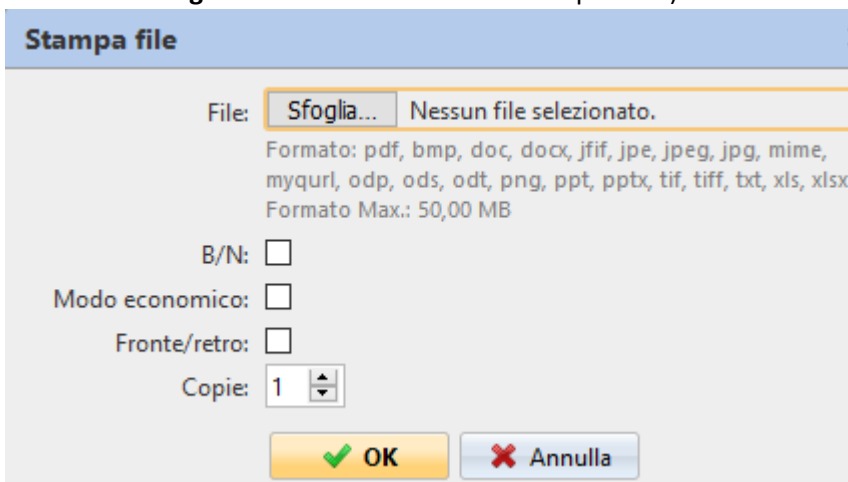 Stampa file
File: Sfoglia... Nessun file selezionato.
Formato: pdf, bmp, doc, docx, jfif, jpe, jpeg, jpg, mime,
myqurl, odp, ods, odt, png, ppt, pptx, tif, tiff, txt, xls, xlsx
Formato Max.: 50,00 MB
B/N:
Modo economico:
Fronte/retro:
Copie: 1
OK Annulla